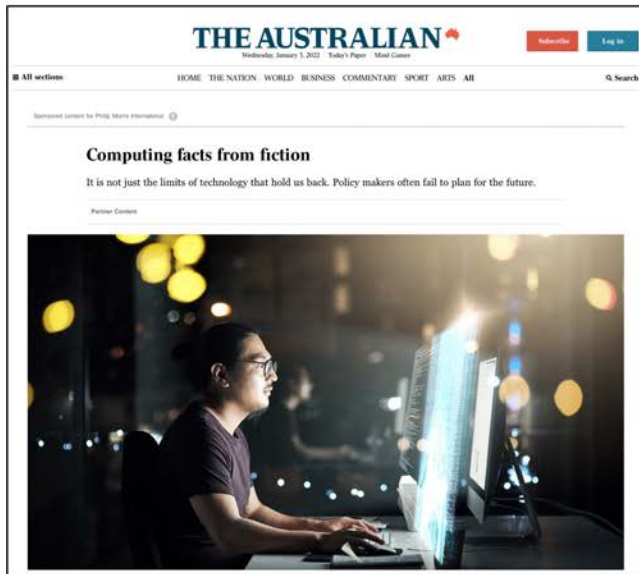 THE AUSTRALIAN
Wednesday, January 5, 2022 Today's Paper Mind Games
Subscribe
Log in
All sections
HOME THE NATION WORLD BUSINESS COMMENTARY SPORT ARTS All
Search
Sponsored content for Philip Morris International
Computing facts from fiction
It is not just the limits of technology that hold us back. Policy makers often fail to plan for the future.
Partner Content